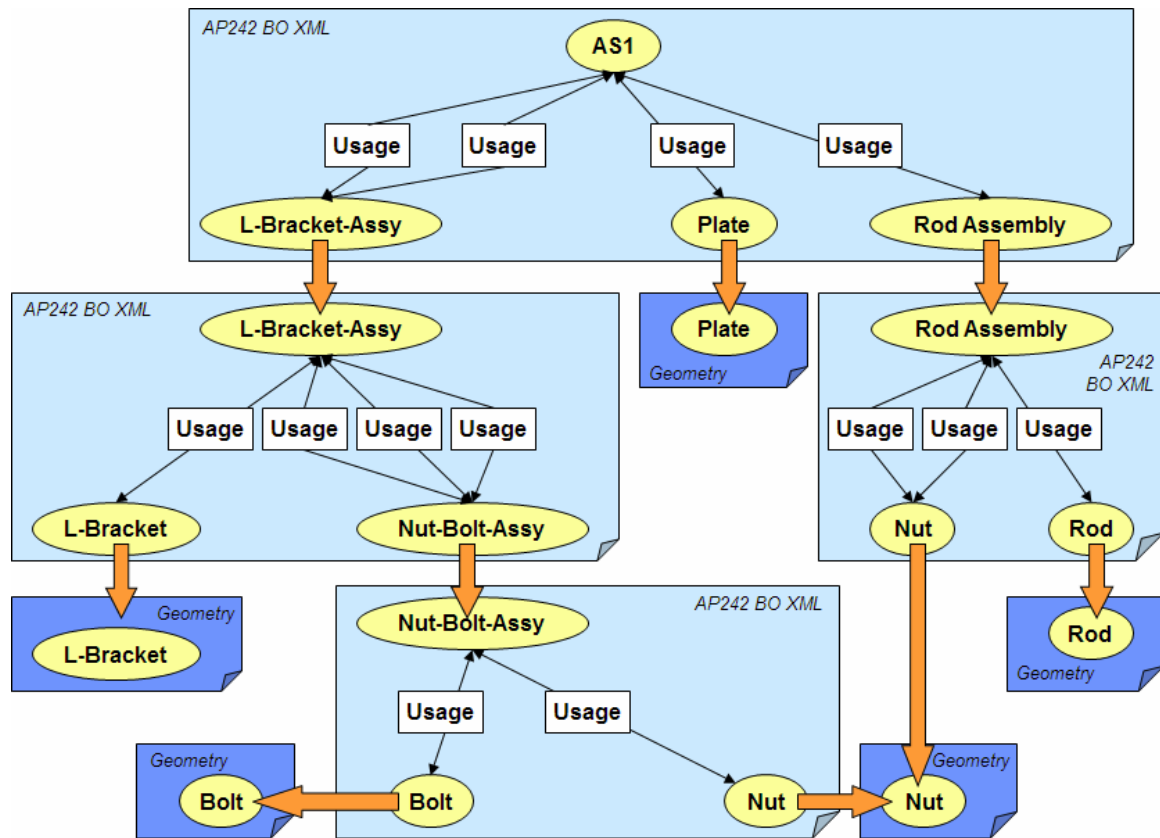 AP242 BO XML
AS1
Usage
Usage
Usage
Usage
L-Bracket-Assy
Plate
Rod Assembly
AP242 BO XML
L-Bracket-Assy
Usage
Usage
Usage
Usage
L-Bracket
Nut-Bolt-Assy
Plate
Geometry
Rod Assembly
AP242
BO XML
Usage
Usage
Usage
Nut
Rod
Geometry
L-Bracket
AP242 BO XML
Nut-Bolt-Assy
Usage
Usage
Bolt
Nut
Rod
Geometry
Geometry
Bolt
Geometry
Nut